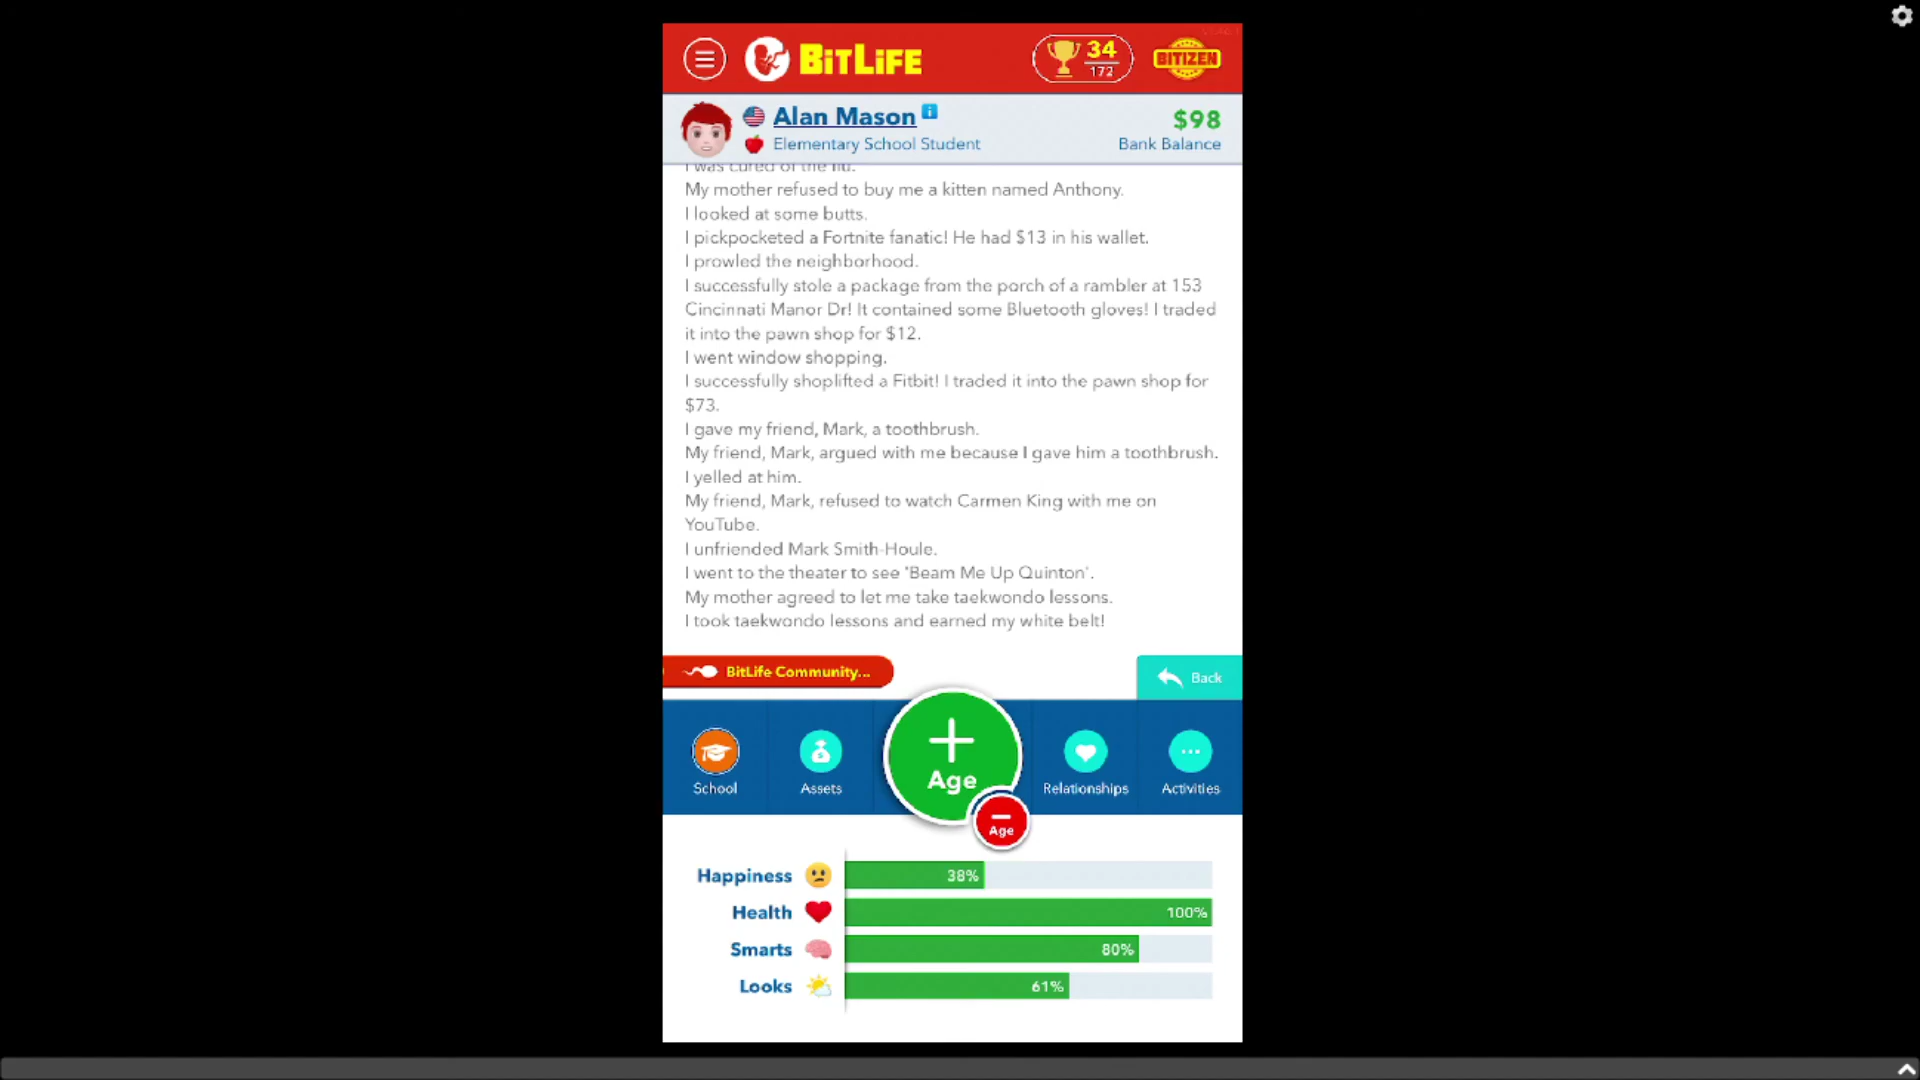 BITLIFE
34
172
BITIZEN
Alan Mason
$98
Elementary School Student
Bank Balance
I was cured of the flu.
My mother refused to buy me a kitten named Anthony.
I looked at some butts.
I pickpocketed a Fortnite fanatic! He had $13 in his wallet.
I prowled the neighborhood.
I successfully stole a package from the porch of a rambler at 153
Cincinnati Manor Dr! It contained some Bluetooth gloves! I traded
it into the pawn shop for $12.
I went window shopping.
I successfully shoplifted a Fitbit! I traded it into the pawn shop for
$73.
I gave my friend, Mark, a toothbrush.
My friend, Mark, argued with me because I gave him a toothbrush.
I yelled at him.
My friend, Mark, refused to watch Carmen King with me on
YouTube.
I unfriended Mark Smith-Houle.
I went to the theater to see 'Beam Me Up Quinton'.
My mother agreed to let me take taekwondo lessons.
I took taekwondo lessons and earned my white belt!
BitLife Community...
Back
School
Assets
Age
Relationships
Activities
Age
Happiness 38%
Health 100%
Smarts 80%
Looks 61%